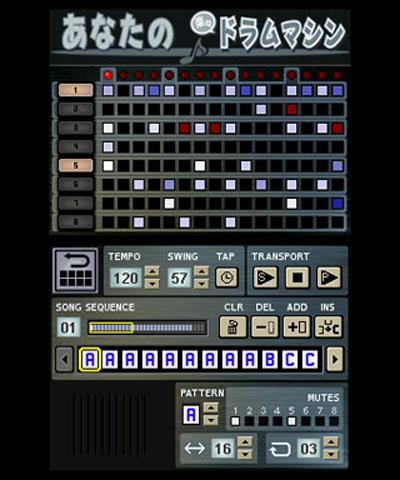 あなたの
ドラムマシン
1
2
3
4
5
6
7
8
TEMPO SWING TAP TRANSPORT
120 57 S P
SONG SEQUENCE CLR DEL ADD INS
01
A A A A A A A A A B C C
PATTERN MUTES
A 1 2 3 4 5 6 7 8
16 03